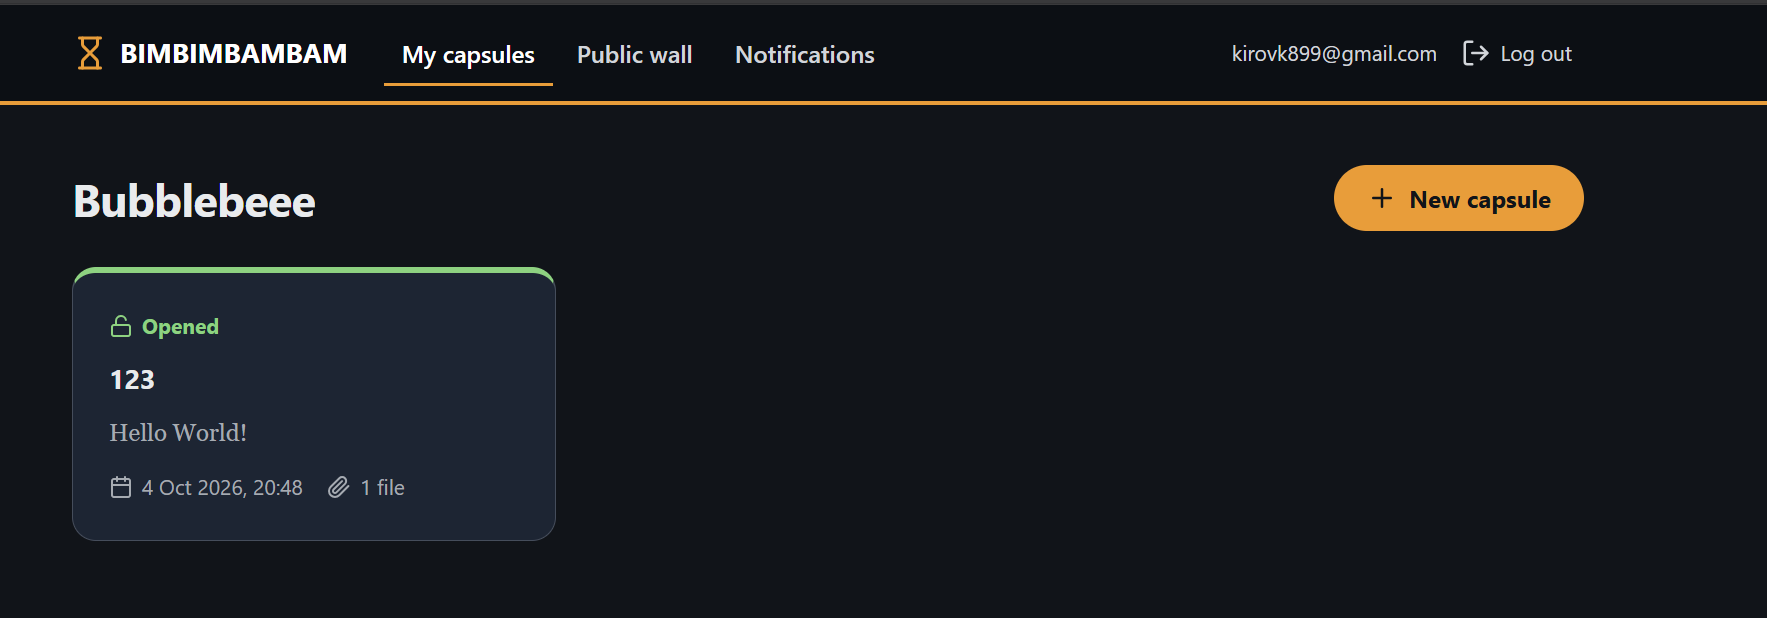 BIMBIMBAMBAM My capsules Public wall Notifications kirovk899@gmail.com Log out
Bubblebeee
New capsule
Opened
123
Hello World!
4 Oct 2026, 20:48 1 file